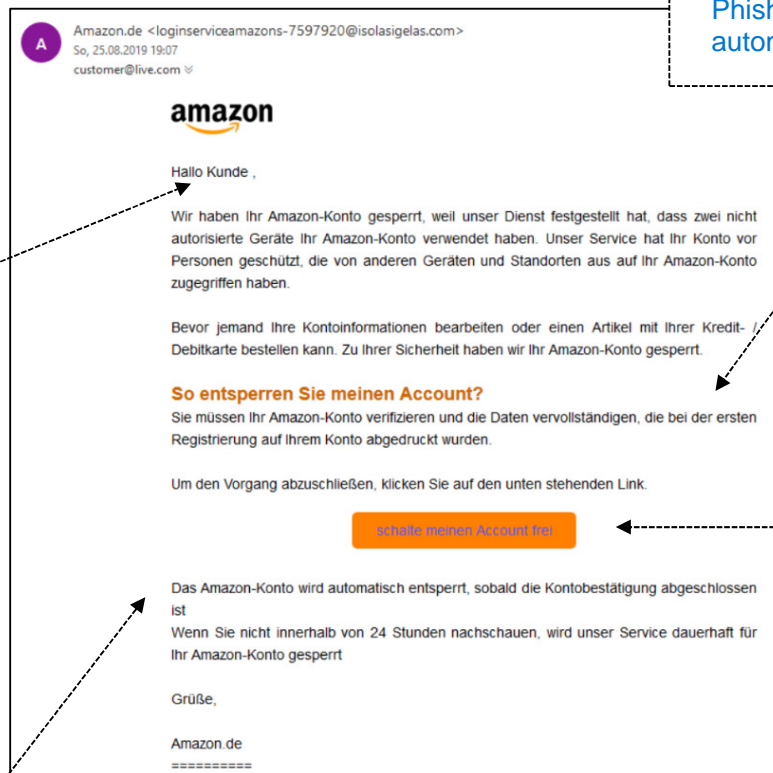 Phish
autor
A
Amazon.de <loginserviceamazons-7597920@isolasigelas.com>
So, 25.08.2019 19:07
customer@live.com
amazon
Hallo Kunde ,
Wir haben Ihr Amazon-Konto gesperrt, weil unser Dienst festgestellt hat, dass zwei nicht
autorisierte Geräte Ihr Amazon-Konto verwendet haben. Unser Service hat Ihr Konto vor
Personen geschützt, die von anderen Geräten und Standorten aus auf Ihr Amazon-Konto
zugegriffen haben.
Bevor jemand Ihre Kontoinformationen bearbeiten oder einen Artikel mit Ihrer Kredit- /
Debitkarte bestellen kann. Zu Ihrer Sicherheit haben wir Ihr Amazon-Konto gesperrt.
So entsperren Sie meinen Account?
Sie müssen Ihr Amazon-Konto verifizieren und die Daten vervollständigen, die bei der ersten
Registrierung auf Ihrem Konto abgedruckt wurden.
Um den Vorgang abzuschließen, klicken Sie auf den unten stehenden Link.
schalte meinen Account frei
Das Amazon-Konto wird automatisch entsperrt, sobald die Kontobestätigung abgeschlossen
ist
Wenn Sie nicht innerhalb von 24 Stunden nachschauen, wird unser Service dauerhaft für
Ihr Amazon-Konto gesperrt
Grüße,
Amazon.de
==========